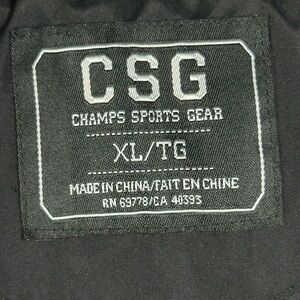 CSG
CHAMPS SPORTS GEAR
XL/TG
MADE IN CHINA/FAIT EN CHINE
RN 69778/CA 40393